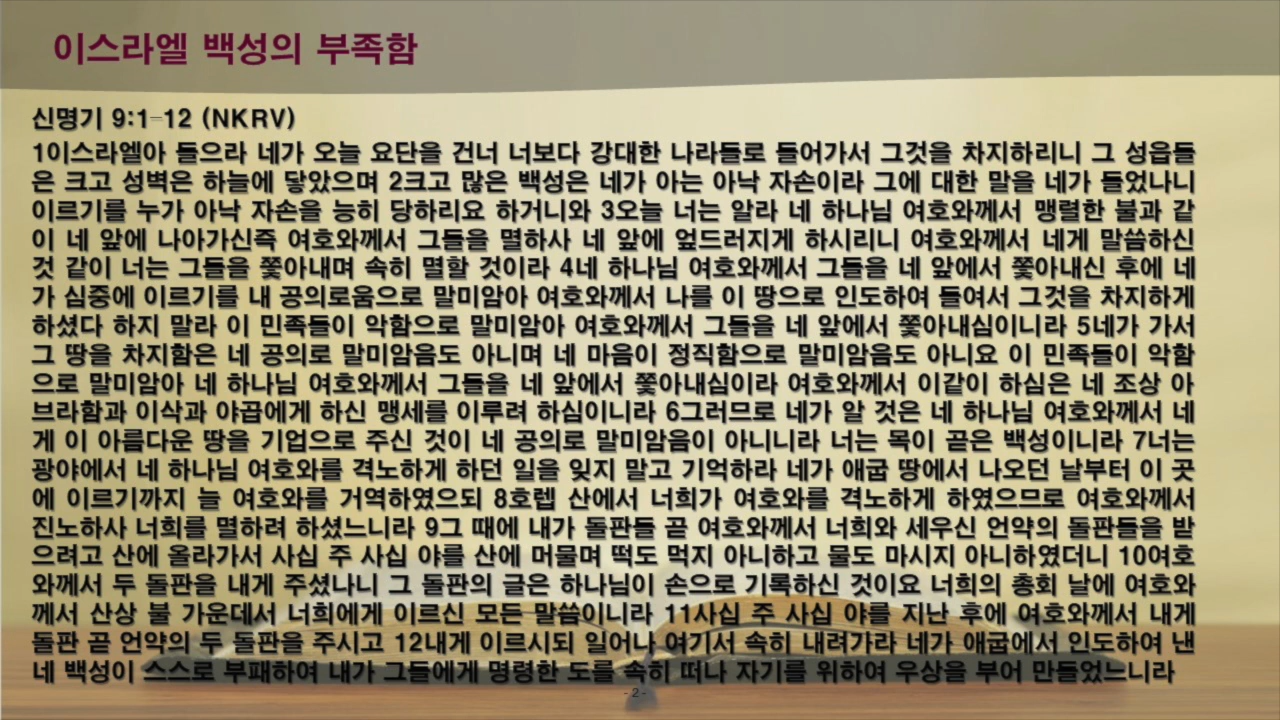 이스라엘 백성의 부족함
신명기 9:1-12 (NKRV)
1이스라엘아 들으라 네가 오늘 요단을 건너 너보다 강대한 나라들로 들어가서 그것을 차지하리니 그 성읍들
은 크고 성벽은 하늘에 닿았으며 2크고 많은 백성은 네가 아는 아낙 자손이라 그에 대한 말을 네가 들었나니
이르기를 누가 아낙 자손을 능히 당하리요 하거니와 3오늘 너는 알라 네 하나님 여호와께서 맹렬한 불과 같
이 네 앞에 나아가신즉 여호와께서 그들을 멸하사 네 앞에 엎드러지게 하시리니 여호와께서 네게 말씀하신
것 같이 너는 그들을 쫓아내며 속히 멸할 것이라 4네 하나님 여호와께서 그들을 네 앞에서 쫓아내신 후에 네
가 심중에 이르기를 내 공의로움으로 말미암아 여호와께서 나를 이 땅으로 인도하여 들여서 그것을 차지하게
하셨다 하지 말라 이 민족들이 악함으로 말미암아 여호와께서 그들을 네 앞에서 쫓아내심이니라 5네가 가서
그 땅을 차지함은 네 공의로 말미암음도 아니며 네 마음이 정직함으로 말미암음도 아니요 이 민족들이 악함
으로 말미암아 네 하나님 여호와께서 그들을 네 앞에서 쫓아내심이라 여호와께서 이같이 하심은 네 조상 아
브라함과 이삭과 야곱에게 하신 맹세를 이루려 하심이니라 6그러므로 네가 알 것은 네 하나님 여호와께서 네
게 이 아름다운 땅을 기업으로 주신 것이 네 공의로 말미암음이 아니니라 너는 목이 곧은 백성이니라 7너는
광야에서 네 하나님 여호와를 격노하게 하던 일을 잊지 말고 기억하라 네가 애굽 땅에서 나오던 날부터 이 곳
에 이르기까지 늘 여호와를 거역하였으되 8호렙 산에서 너희가 여호와를 격노하게 하였으므로 여호와께서
진노하사 너희를 멸하려 하셨느니라 9그 때에 내가 돌판들 곧 여호와께서 너희와 세우신 언약의 돌판들을 받
으려고 산에 올라가서 사십 주 사십 야를 산에 머물며 떡도 먹지 아니하고 물도 마시지 아니하였더니 10여호
와께서 두 돌판을 내게 주셨나니 그 돌판의 글은 하나님이 손으로 기록하신 것이요 너희의 총회 날에 여호와
께서 산상 불 가운데서 너희에게 이르신 모든 말씀이니라 11사십 주 사십 야를 지난 후에 여호와께서 내게
돌판 곧 언약의 두 돌판을 주시고 12내게 이르시되 일어나 여기서 속히 내려가라 네가 애굽에서 인도하여 낸
네 백성이 스스로 부패하여 내가 그들에게 명령한 도를 속히 떠나 자기를 위하여 우상을 부어 만들었느니라
- 2 -